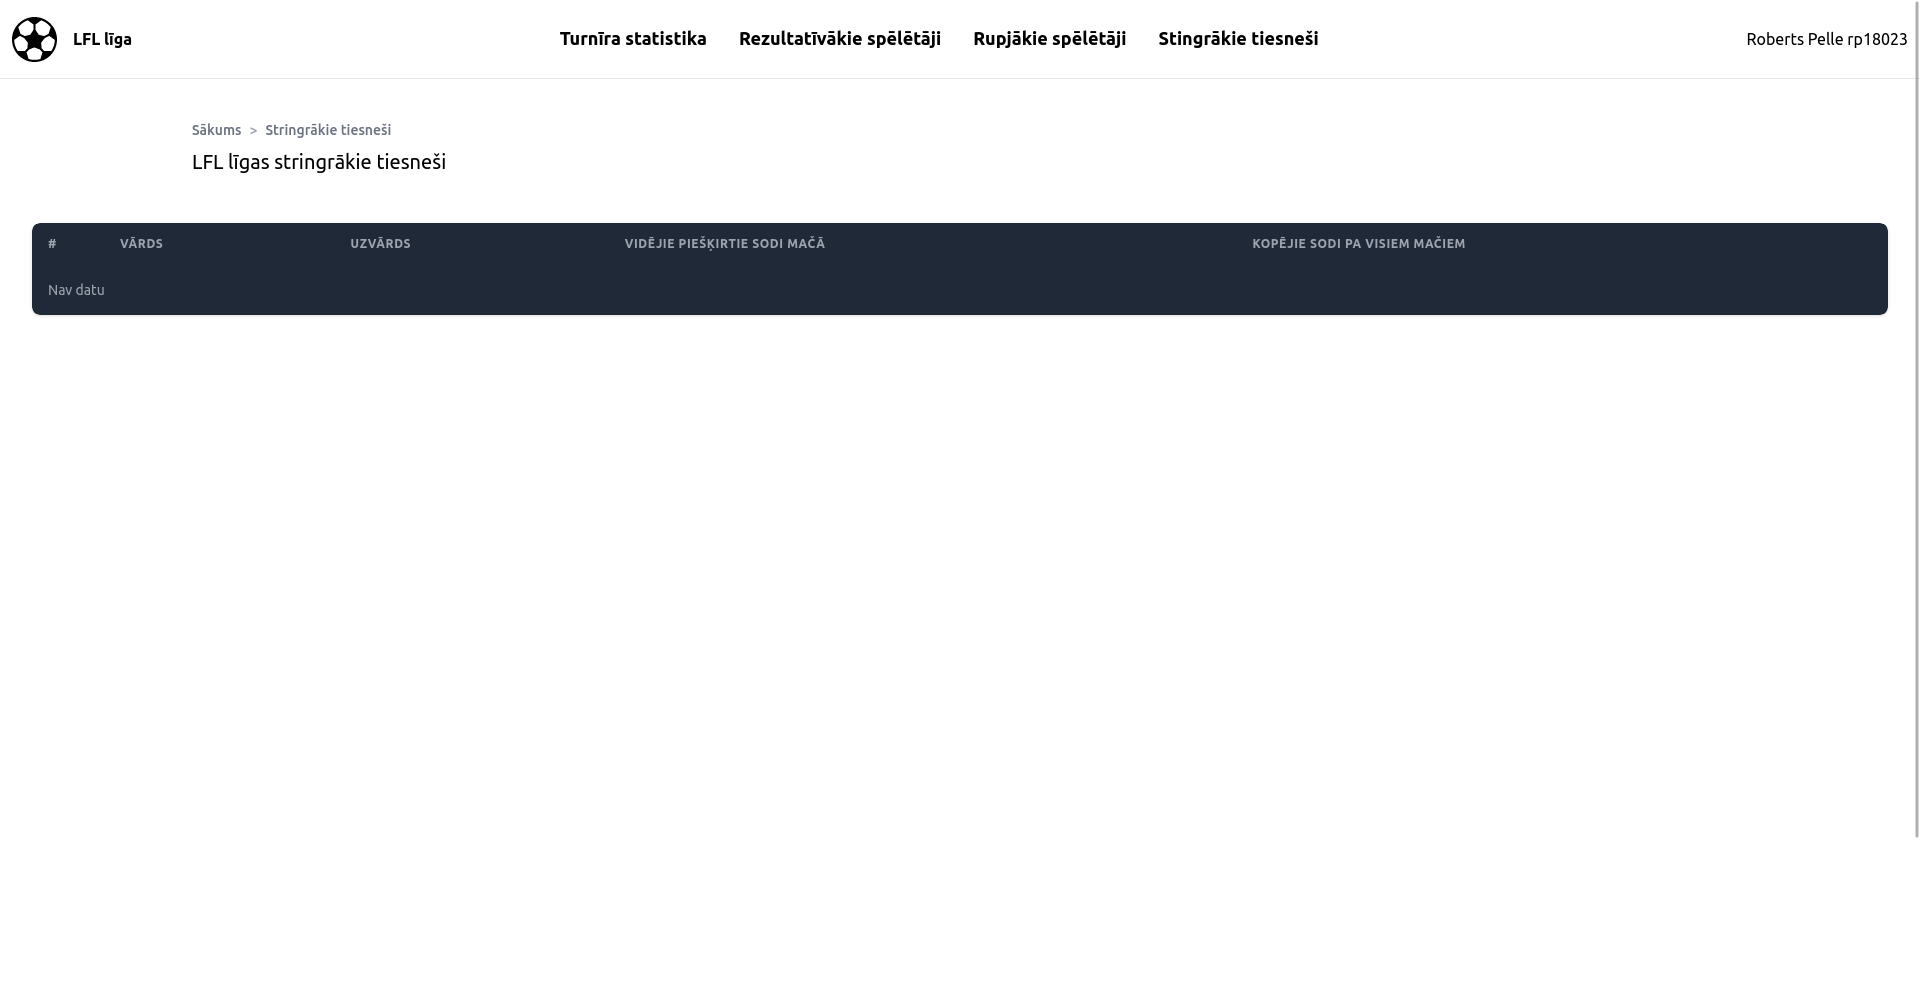 LFL līga
Turnīra statistika Rezultatīvākie spēlētāji Rupjākie spēlētāji Stingrākie tiesneši
Roberts Pelle rp18023
Sākums > Stringrākie tiesneši
LFL līgas stringrākie tiesneši
# VĀRDS UZVĀRDS VIDĒJIE PIEŠĶIRTIE SODI MAČĀ KOPĒJIE SODI PA VISIEM MAČIEM
Nav datu